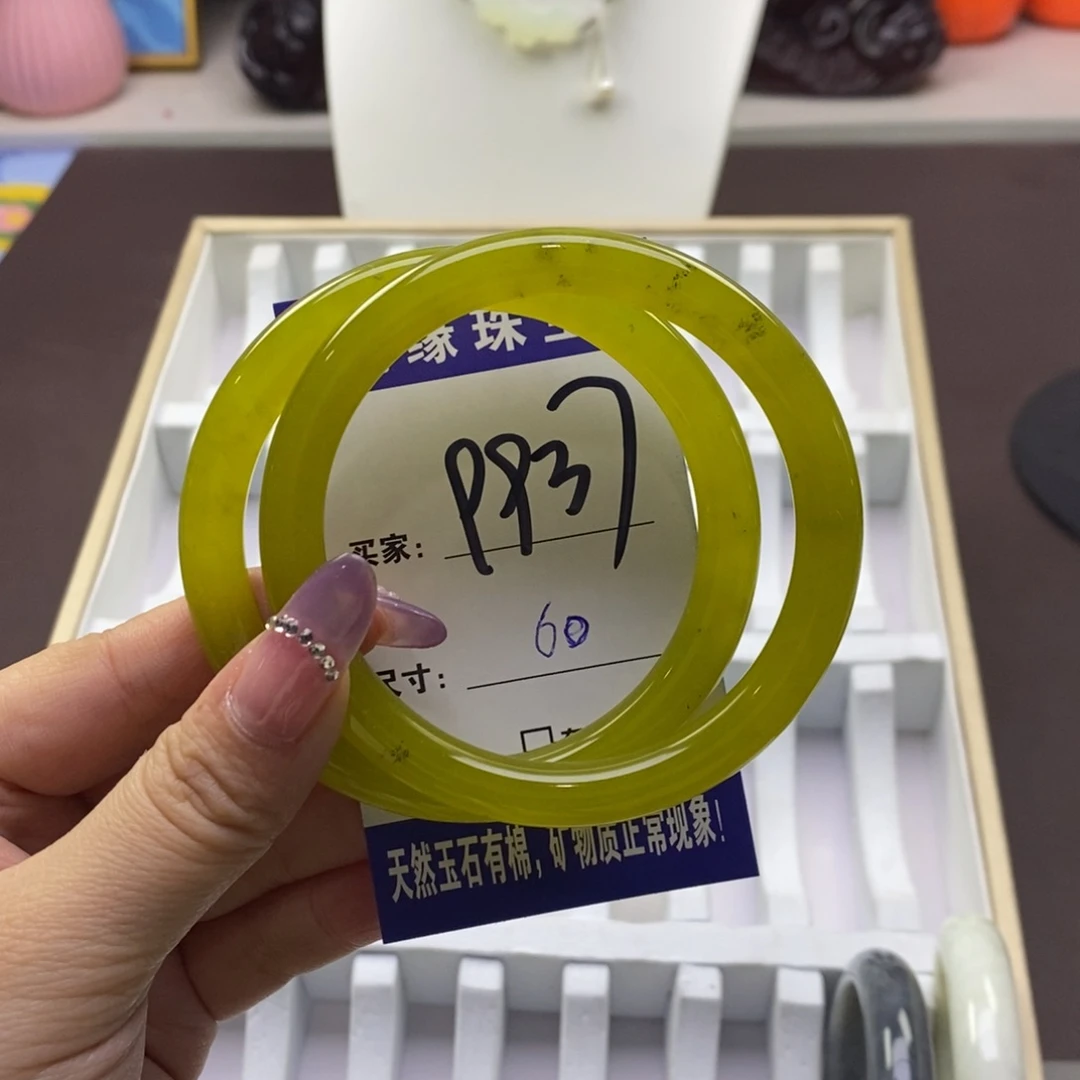 缘珠
买家: PP37
尺寸: 60
天然玉石有棉,矿物质正常现象!